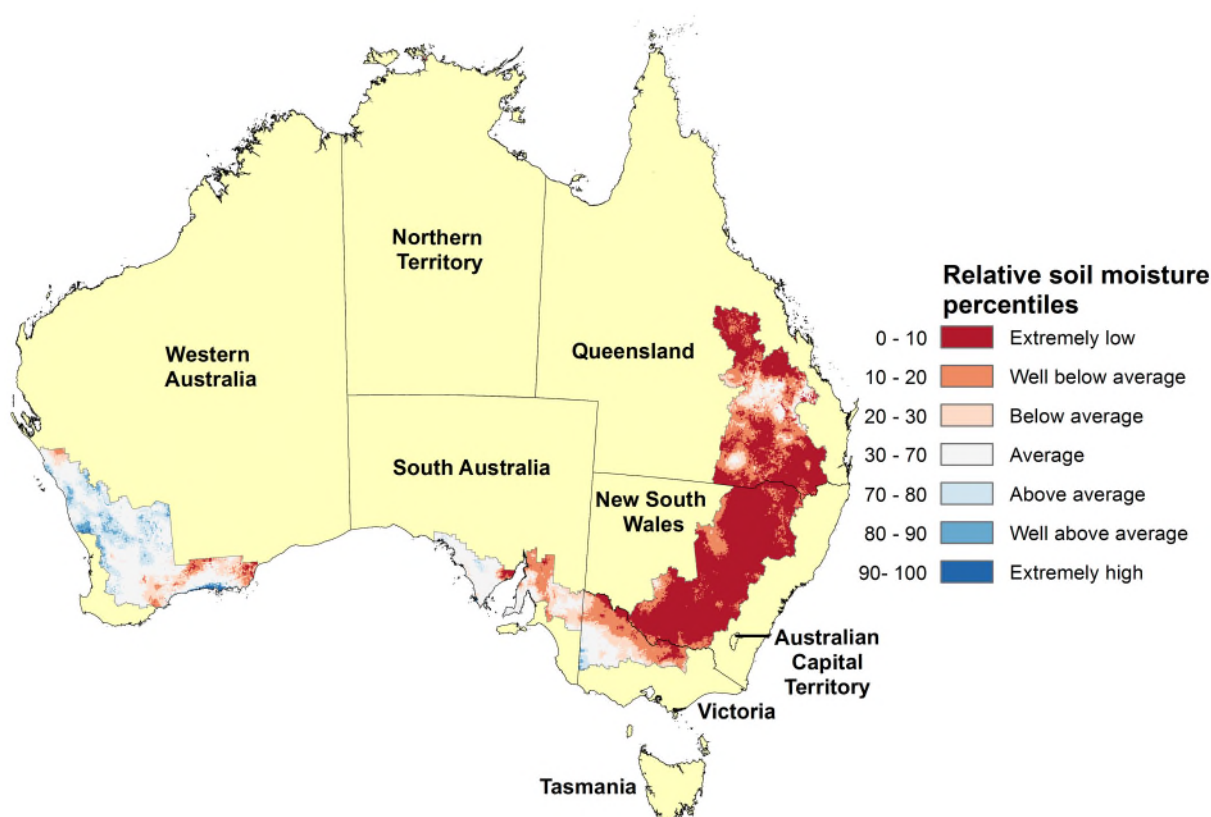 Northern
Territory
Western
Australia
Queensland
South Australia
New South
Wales
Australian
Capital
Territory
Victoria
Tasmania
Relative soil moisture
percentiles
0 - 10 Extremely low
10 - 20 Well below average
20 - 30 Below average
30 - 70 Average
70 - 80 Above average
80 - 90 Well above average
90- 100 Extremely high